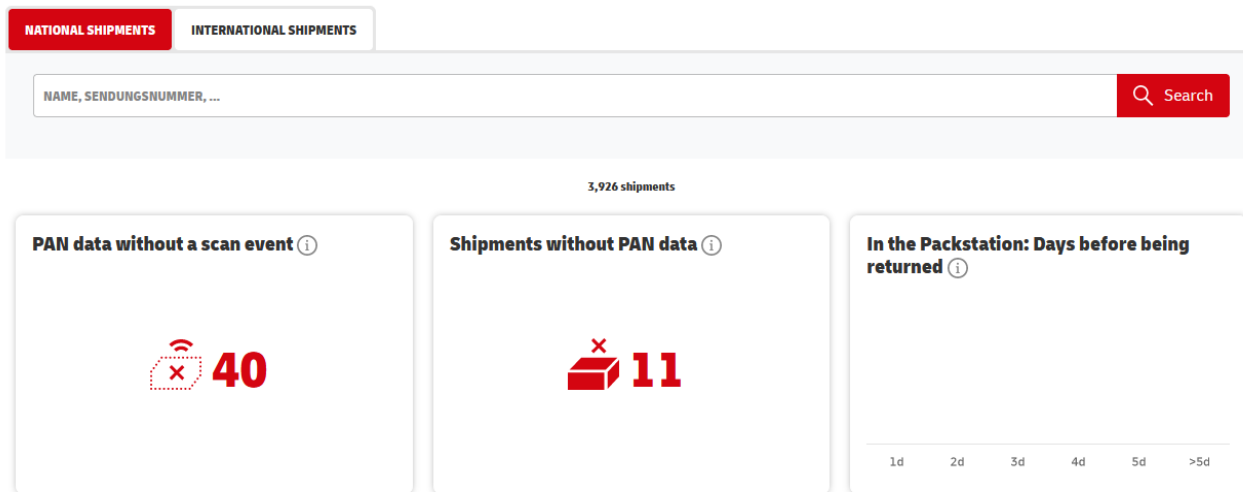 NATIONAL SHIPMENTS
INTERNATIONAL SHIPMENTS
NAME, SENDUNGSNUMMER, ...
Search
3,926 shipments
PAN data without a scan event
40
Shipments without PAN data
11
In the Packstation: Days before being
returned
1d 2d 3d 4d 5d >5d